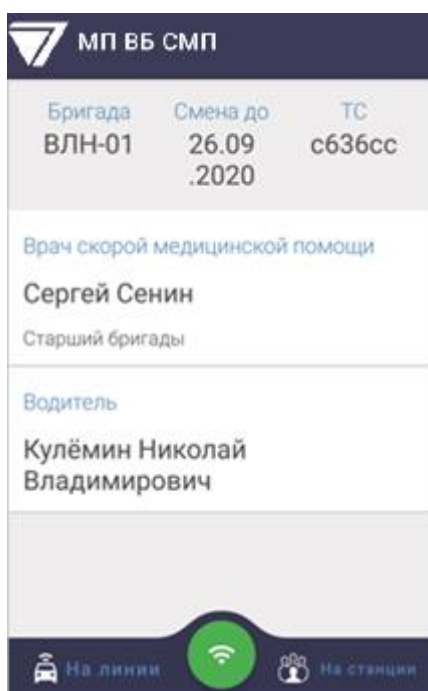 МП ВБ СМП
Бригада Смена до ТС
ВЛН-01 26.09 с636сс
.2020
Врач скорой медицинской помощи
Сергей Сенин
Старший бригады
Водитель
Кулёмин Николай
Владимирович
На линии На станции